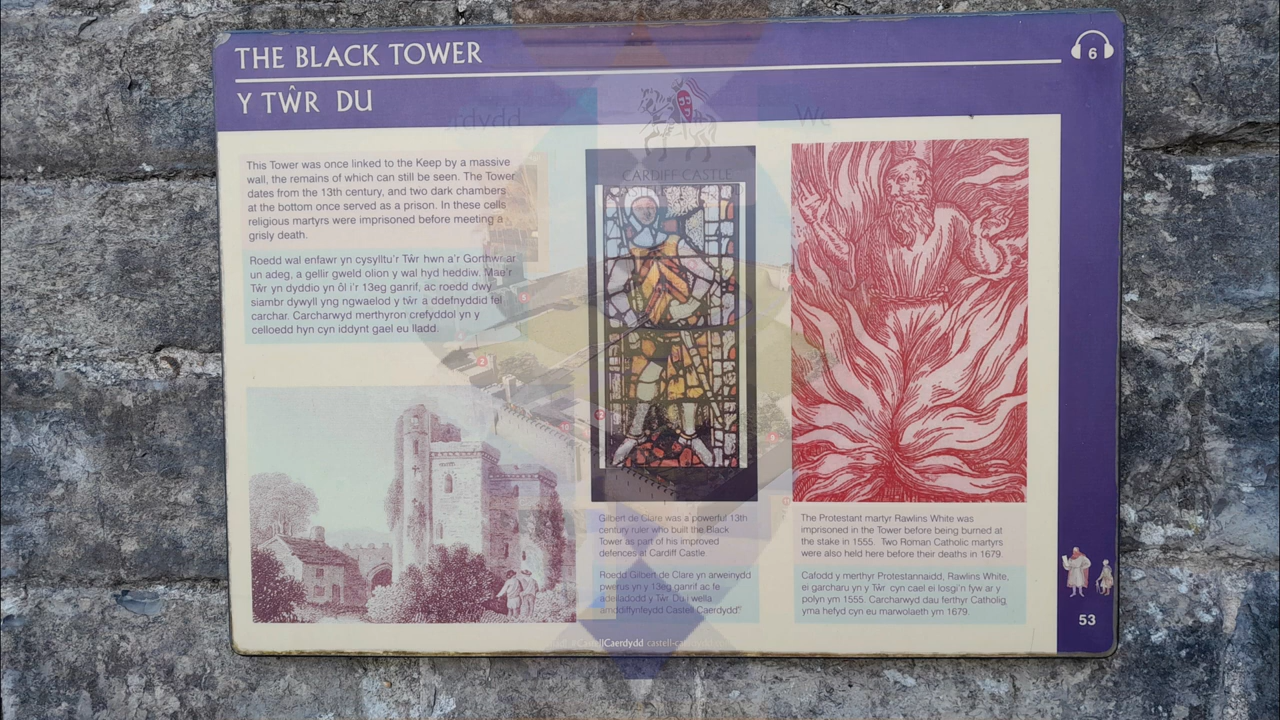 THE BLACK TOWER
Y TŴR DU
6
This Tower was once linked to the Keep by a massive
wall, the remains of which can still be seen. The Tower
dates from the 13th century, and two dark chambers
at the bottom once served as a prison. In these cells
religious martyrs were imprisoned before meeting a
grisly death.
Roedd wal enfawr yn cysylltu'r Tŵr hwn a'r Gorthwr ar
un adeg, a gellir gweld olion y wal hyd heddiw. Mae'r
Tŵr yn dyddio yn ôl i'r 13eg ganrif, ac roedd dwy
siambr dywyll yng ngwaelod y tŵr a ddefnyddid fel
carchar. Carcharwyd merthyron crefyddol yn y
celloedd hyn cyn iddynt gael eu lladd.
CARDIFF CASTLE
Gilbert de Clare was a powerful 13th
century ruler who built the Black
Tower as part of his improved
defences at Cardiff Castle
Roedd Gilbert de Clare yn arweinydd
pwerus yn y 13eg ganrif ac fe
adeiladodd y Tŵr Du i wella
amddiffynfeydd Castell Caerdydd"
The Protestant martyr Rawlins White was
imprisoned in the Tower before being burned at
the stake in 1555. Two Roman Catholic martyrs
were also held here before their deaths in 1679.
Cafodd y merthyr Protestannaidd, Rawlins White,
ei garcharu yn y Tŵr cyn cael ei losgi'n fyw ar y
polyn ym 1555. Carcharwyd dau ferthyr Catholig
yma hefyd cyn eu marwolaeth ym 1679.
53
#CastellCaerdydd